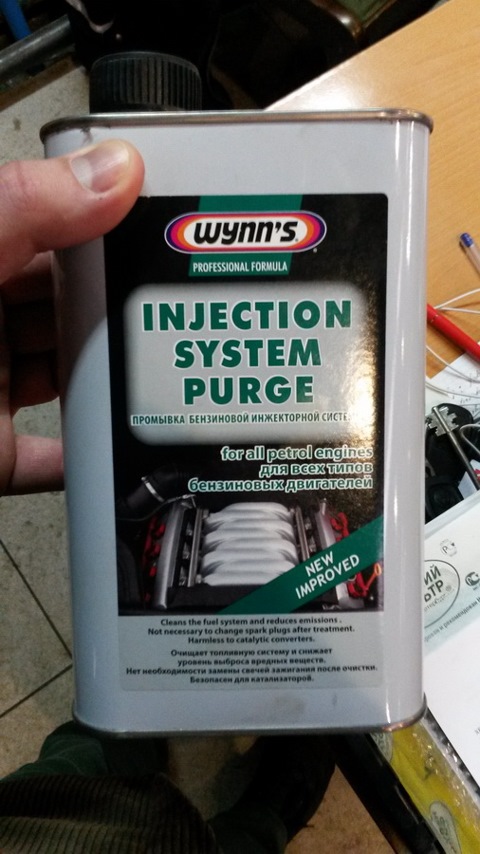 Wynn's
PROFESSIONAL FORMULA
INJECTION
SYSTEM
PURGE
ПРОМЫВКА БЕНЗИНОВОЙ ИНЖЕКТОРНОЙ
for all petrol engines
для всех типов
бензиновых двигателей
NEW
IMPROVED
Cleans the fuel system and reduces emissions .
Not necessary to change spark plugs after treatment.
Harmless to catalytic converters.
Очищает топливную систему и снижает
уровень выброса вредных веществ.
Нет необходимости замены свечей зажигания после очистки.
Безопасен для катализаторов.